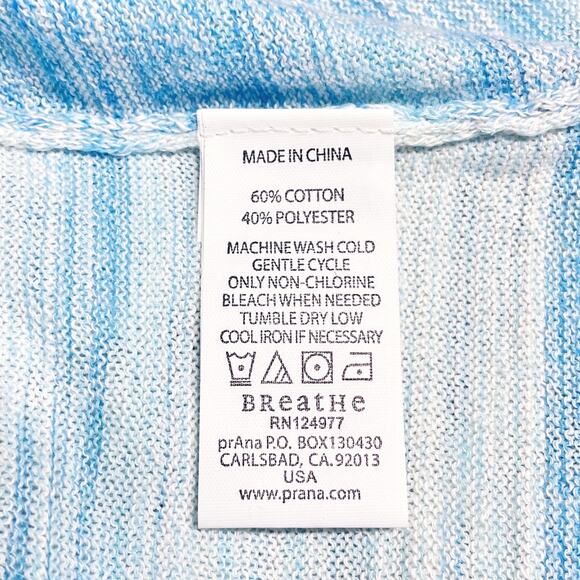 MADE IN CHINA
60% COTTON
40% POLYESTER
MACHINE WASH COLD
GENTLE CYCLE
ONLY NON-CHLORINE
BLEACH WHEN NEEDED
TUMBLE DRY LOW
COOL IRON IF NECESSARY
BReatHe
RN124977
prAna P.O. BOX130430
CARLSBAD, CA. 92013
USA
www.prana.com